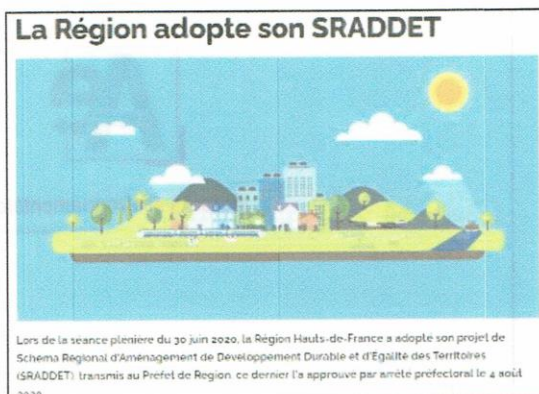 La Région adopte son SRADDET
Lors de la séance plénière du 30 juin 2020, la Région Hauts-de-France a adopté son projet de
Schéma Régional d'Aménagement de Développement Durable et d'Egalité des Territoires
(SRADDET) transmis au Préfet de Région, ce dernier l'a approuvé par arrêté préfectoral le 4 août